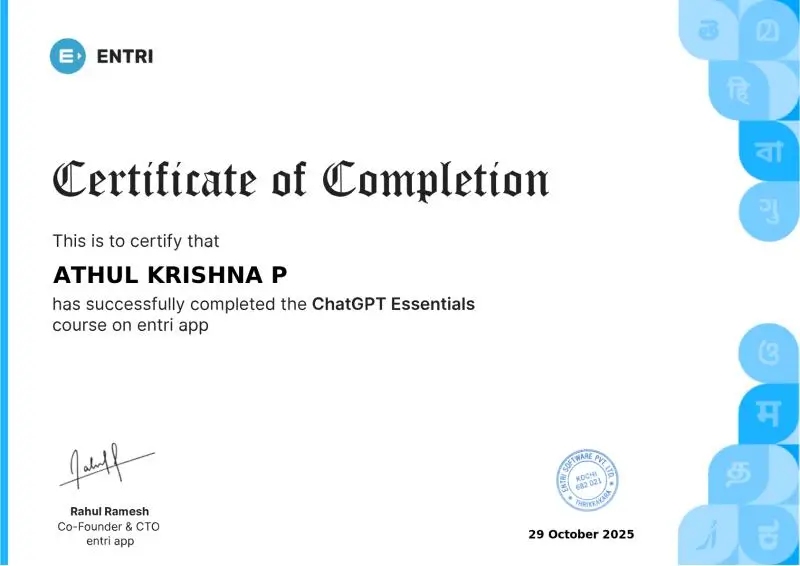 ENTRI
Certificate of Completion
This is to certify that
ATHUL KRISHNA P
has successfully completed the ChatGPT Essentials
course on entri app
Rahul Ramesh
Co-Founder & CTO
entri app
ENTRI SOFTWARE PVT. LTD.
KOCHI
682 021
THRIKKAKARA
29 October 2025
തെ
മ
हि
বা
ગુ
ও
म
த
ಕ